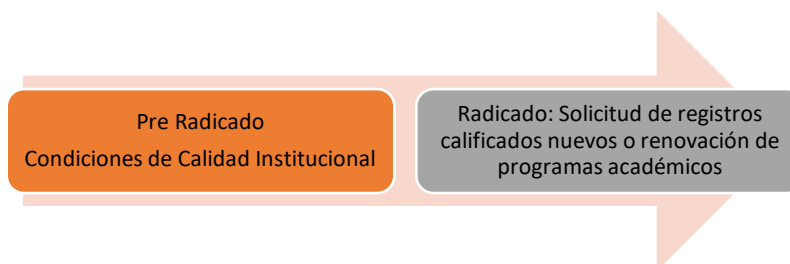 Pre Radicado
Condiciones de Calidad Institucional
Radicado: Solicitud de registros
calificados nuevos o renovación de
programas académicos